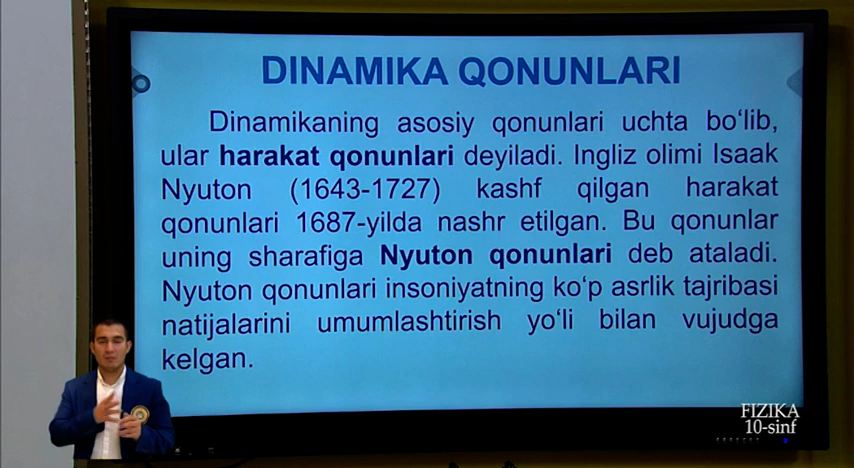 DINAMIKA QONUNLARI
Dinamikaning asosiy qonunlari uchta bo‘lib,
ular harakat qonunlari deyiladi. Ingliz olimi Isaak
Nyuton (1643-1727) kashf qilgan harakat
qonunlari 1687-yilda nashr etilgan. Bu qonunlar
uning sharafiga Nyuton qonunlari deb ataladi.
Nyuton qonunlari insoniyatning ko‘p asrlik tajribasi
natijalarini umumlashtirish yo‘li bilan vujudga
kelgan.
FIZIKA
10-sinf